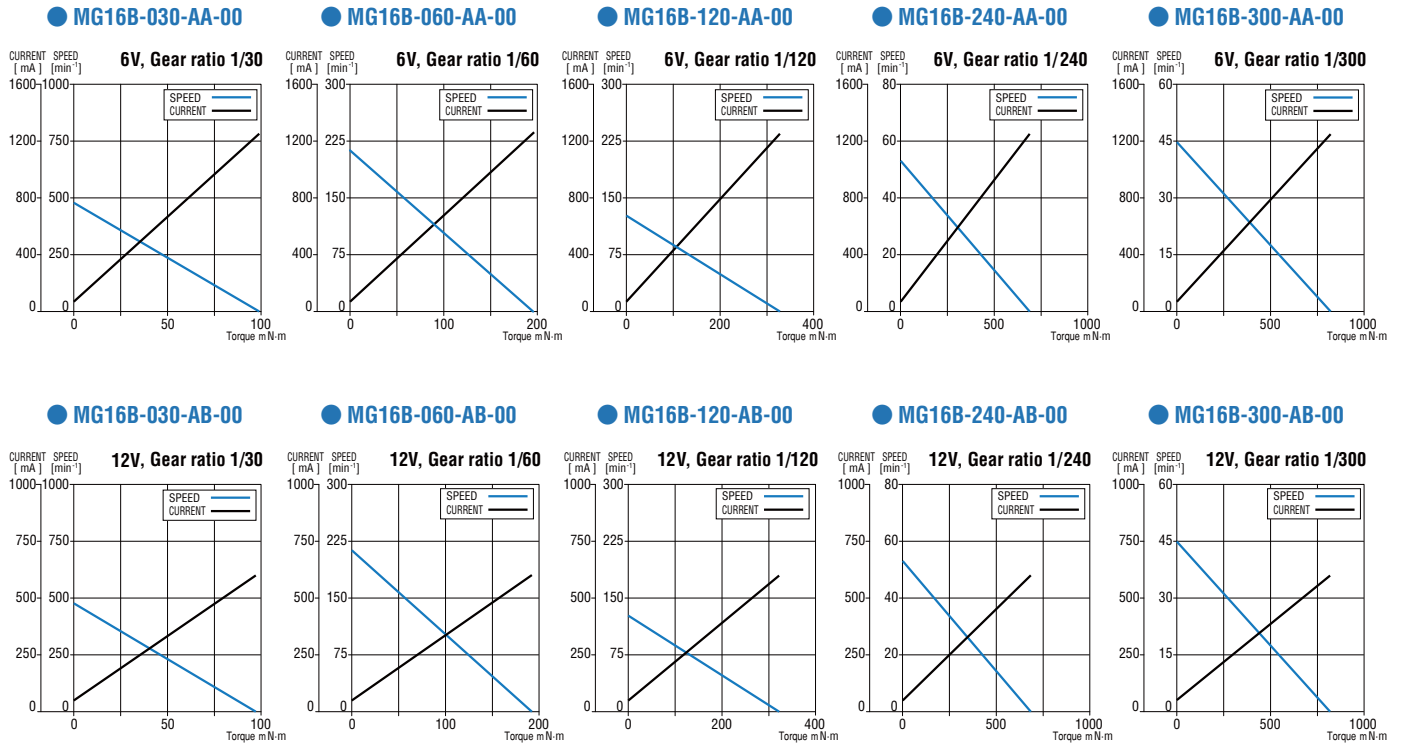 MG16B-030-AA-00 MG16B-060-AA-00 MG16B-120-AA-00 MG16B-240-AA-00 MG16B-300-AA-00
CURRENT SPEED
[ mA ] [min⁻¹]
6V, Gear ratio 1/30
1600 1000
SPEED
CURRENT
1200 750
800 500
400 250
0 0
0 50 100
Torque mN·m
CURRENT SPEED
[ mA ] [min⁻¹]
6V, Gear ratio 1/60
1600 300
SPEED
CURRENT
1200 225
800 150
400 75
0 0
0 100 200
Torque mN·m
CURRENT SPEED
[ mA ] [min⁻¹]
6V, Gear ratio 1/120
1600 300
SPEED
CURRENT
1200 225
800 150
400 75
0 0
0 200 400
Torque mN·m
CURRENT SPEED
[ mA ] [min⁻¹]
6V, Gear ratio 1/240
1600 80
SPEED
CURRENT
1200 60
800 40
400 20
0 0
0 500 1000
Torque mN·m
CURRENT SPEED
[ mA ] [min⁻¹]
6V, Gear ratio 1/300
1600 60
SPEED
CURRENT
1200 45
800 30
400 15
0 0
0 500 1000
Torque mN·m
MG16B-030-AB-00 MG16B-060-AB-00 MG16B-120-AB-00 MG16B-240-AB-00 MG16B-300-AB-00
CURRENT SPEED
[ mA ] [min⁻¹]
12V, Gear ratio 1/30
1000 1000
SPEED
CURRENT
750 750
500 500
250 250
0 0
0 50 100
Torque mN·m
CURRENT SPEED
[ mA ] [min⁻¹]
12V, Gear ratio 1/60
1000 300
SPEED
CURRENT
750 225
500 150
250 75
0 0
0 100 200
Torque mN·m
CURRENT SPEED
[ mA ] [min⁻¹]
12V, Gear ratio 1/120
1000 300
SPEED
CURRENT
750 225
500 150
250 75
0 0
0 200 400
Torque mN·m
CURRENT SPEED
[ mA ] [min⁻¹]
12V, Gear ratio 1/240
1000 80
SPEED
CURRENT
750 60
500 40
250 20
0 0
0 500 1000
Torque mN·m
CURRENT SPEED
[ mA ] [min⁻¹]
12V, Gear ratio 1/300
1000 60
SPEED
CURRENT
750 45
500 30
250 15
0 0
0 500 1000
Torque mN·m